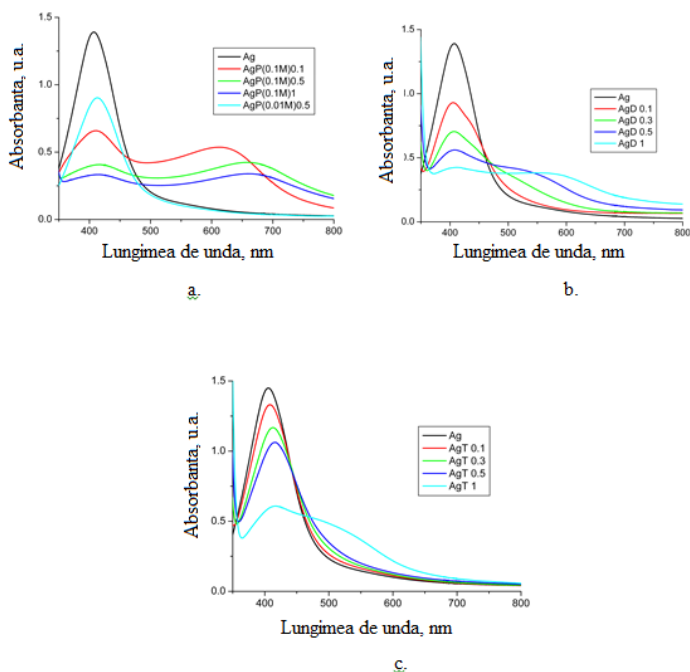 1.5
1.0
0.5
0.0
400
500
600
700
800
Absorbanta, u.a.
Lungimea de unda, nm
Ag
AgP(0.1M)0.1
AgP(0.1M)0.5
AgP(0.1M)1
AgP(0.01M)0.5
a.
1.5
1.0
0.5
0.0
400
500
600
700
800
Absorbanta, u.a.
Lungimea de unda, nm
Ag
AgD 0.1
AgD 0.3
AgD 0.5
AgD 1
b.
1.5
1.0
0.5
0.0
400
500
600
700
800
Absorbanta, u.a.
Lungimea de unda, nm
Ag
AgT 0.1
AgT 0.3
AgT 0.5
AgT 1
c.